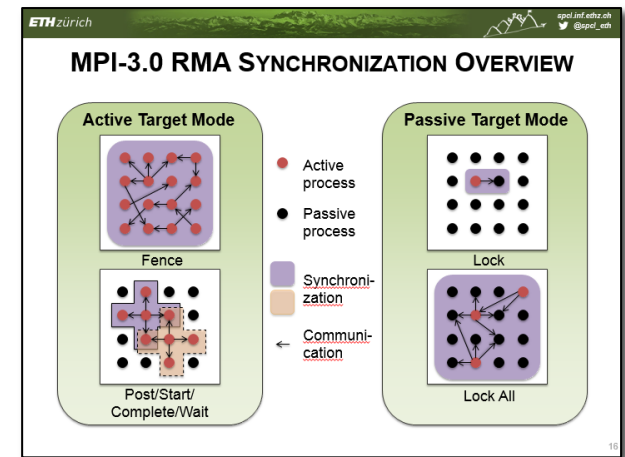 ETH zürich
spcl.inf.ethz.ch
@spcl_eth
MPI-3.0 RMA SYNCHRONIZATION OVERVIEW
Active Target Mode
Fence
Post/Start/
Complete/Wait
Active
process
Passive
process
Synchroni-
zation
Communi-
cation
Passive Target Mode
Lock
Lock All
16